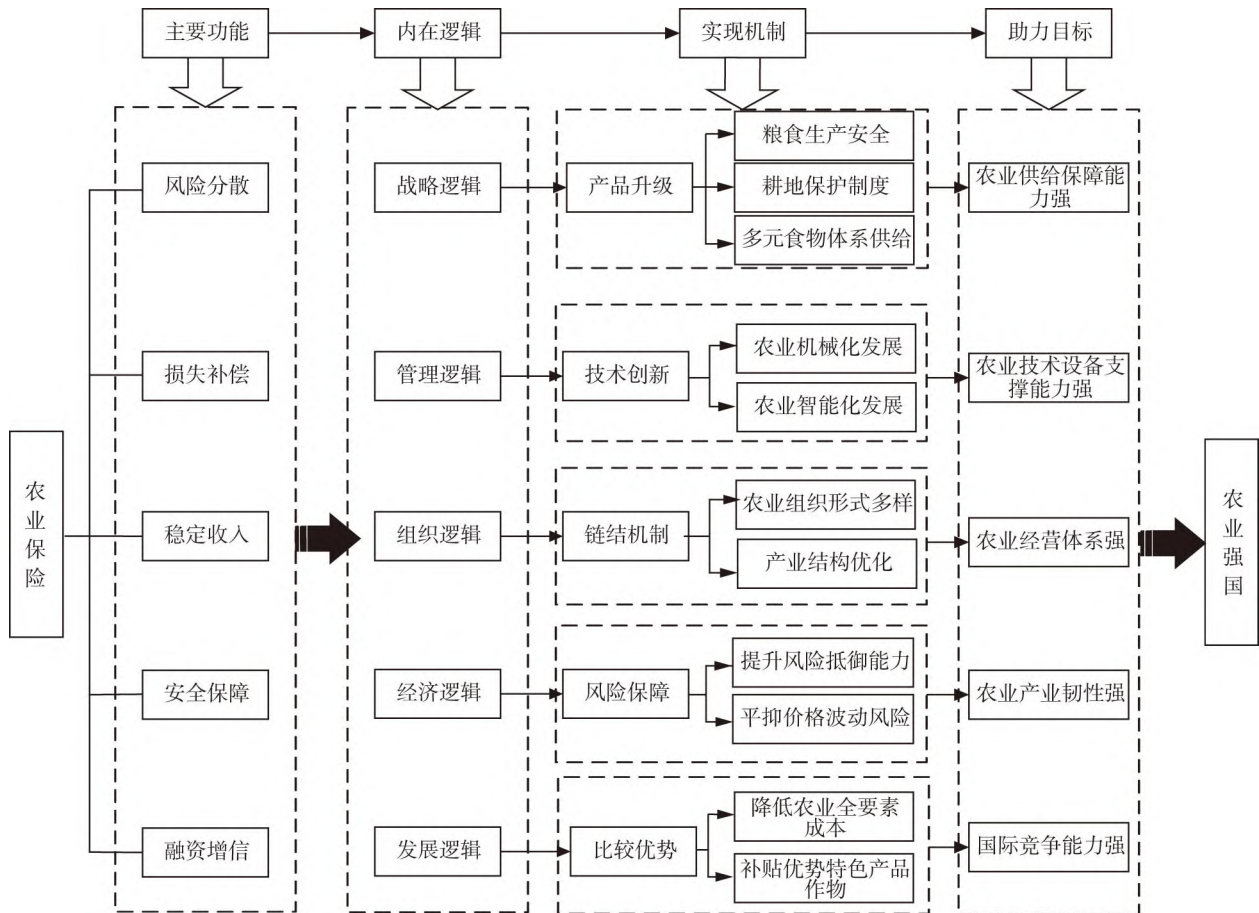 主要功能
内在逻辑
实现机制
助力目标
农业保险
风险分散
损失补偿
稳定收入
安全保障
融资增信
战略逻辑
管理逻辑
组织逻辑
经济逻辑
发展逻辑
产品升级
粮食生产安全
耕地保护制度
多元食物体系供给
技术创新
农业机械化发展
农业智能化发展
链结机制
农业组织形式多样
产业结构优化
风险保障
提升风险抵御能力
平抑价格波动风险
比较优势
降低农业全要素
成本
补贴优势特色产品
作物
农业供给保障能
力强
农业技术设备支
撑能力强
农业经营体系强
农业产业韧性强
国际竞争能力强
农业强国